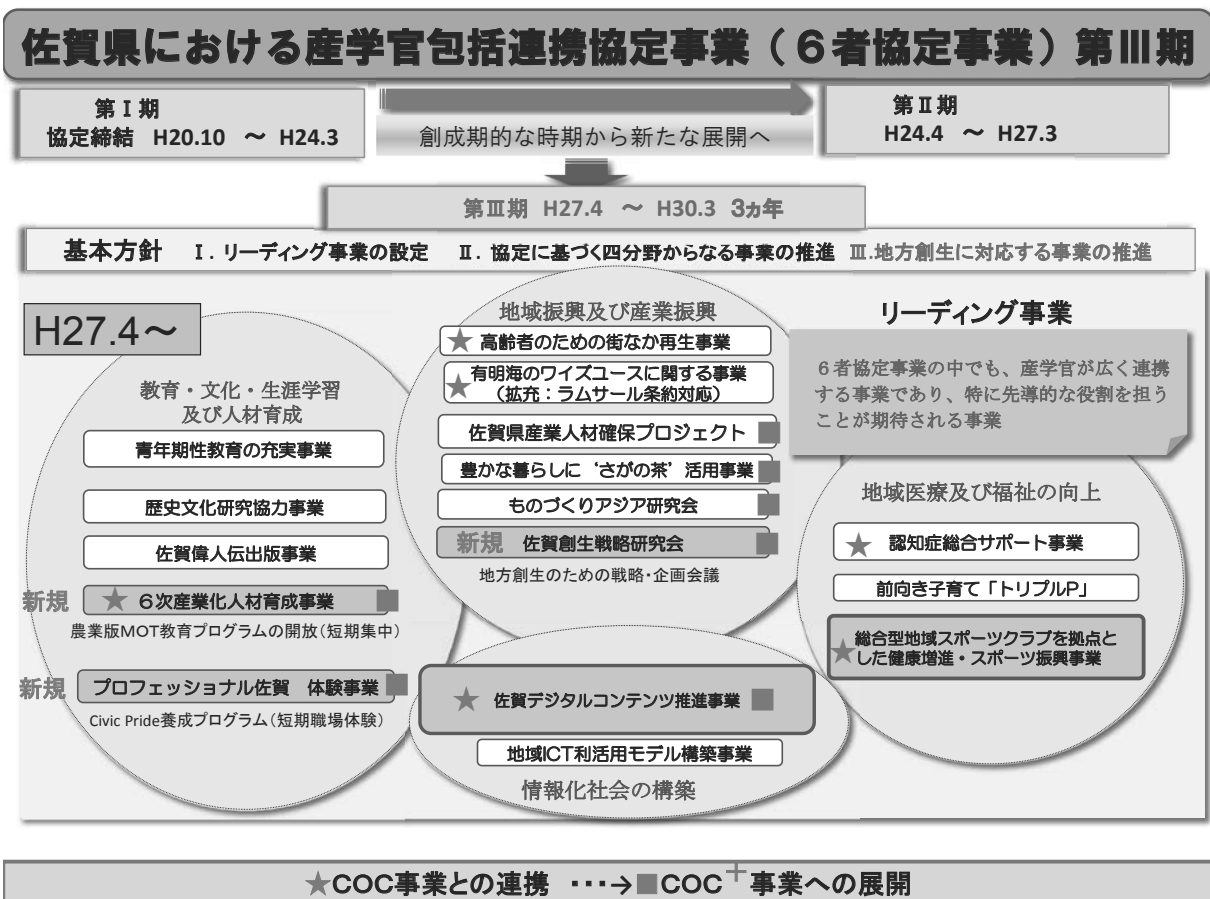 佐賀県における産学官包括連携協定事業（６者協定事業）第Ⅲ期
第Ⅰ期
協定締結 H20.10 ～ H24.3
創成期的な時期から新たな展開へ
第Ⅱ期
H24.4 ～ H27.3
第Ⅲ期 H27.4 ～ H30.3 3ヵ年
基本方針 Ⅰ. リーディング事業の設定 Ⅱ. 協定に基づく四分野からなる事業の推進 Ⅲ.地方創生に対応する事業の推進
H27.4～
教育・文化・生涯学習
及び人材育成
青年期性教育の充実事業
歴史文化研究協力事業
佐賀偉人伝出版事業
新規 ★ ６次産業化人材育成事業 ■
農業版MOT教育プログラムの開放（短期集中）
新規 プロフェッショナル佐賀 体験事業 ■
Civic Pride養成プログラム（短期職場体験）
地域振興及び産業振興
★ 高齢者のための街なか再生事業
★ 有明海のワイズユースに関する事業
（拡充：ラムサール条約対応）
佐賀県産業人材確保プロジェクト ■
豊かな暮らしに‘さがの茶’活用事業 ■
ものづくりアジア研究会 ■
新規 佐賀創生戦略研究会 ■
地方創生のための戦略・企画会議
★ 佐賀デジタルコンテンツ推進事業 ■
地域ICT利活用モデル構築事業
情報化社会の構築
リーディング事業
６者協定事業の中でも、産学官が広く連携
する事業であり、特に先導的な役割を担う
ことが期待される事業
地域医療及び福祉の向上
★ 認知症総合サポート事業
前向き子育て「トリプルP」
★ 総合型地域スポーツクラブを拠点と
した健康増進・スポーツ振興事業
★COC事業との連携 ・・・→■COC＋事業への展開